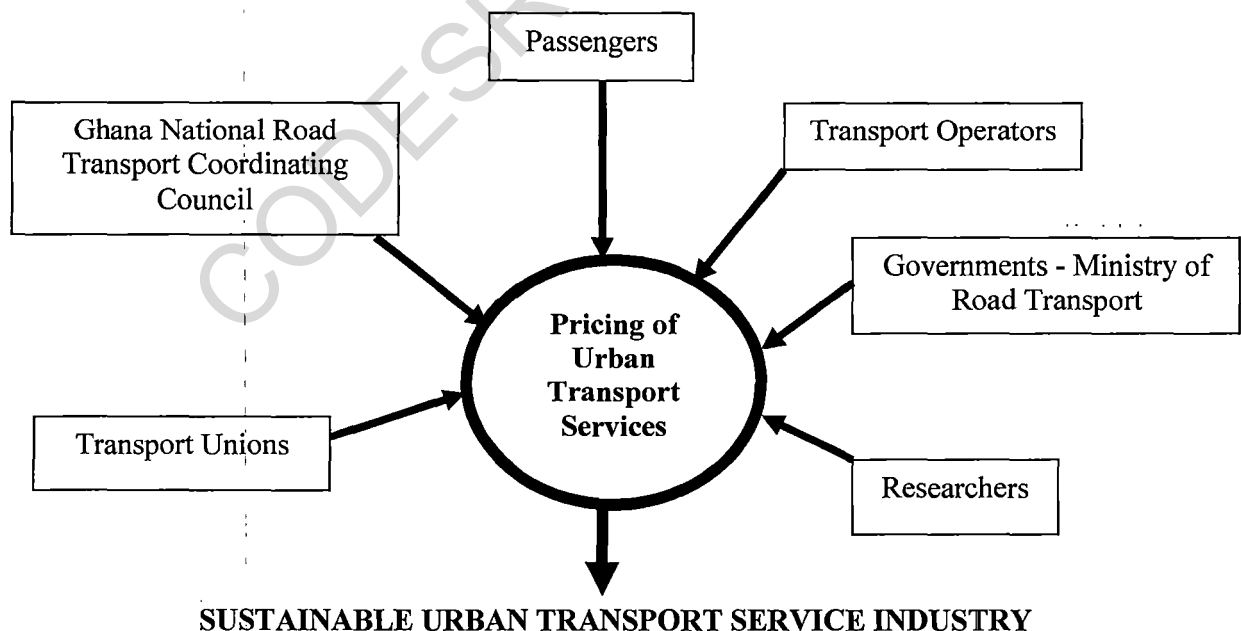 Passengers
Ghana National Road
Transport Coordinating
Council
Transport Operators
Governments - Ministry of
Road Transport
Pricing of
Urban
Transport
Services
Transport Unions
Researchers
SUSTAINABLE URBAN TRANSPORT SERVICE INDUSTRY